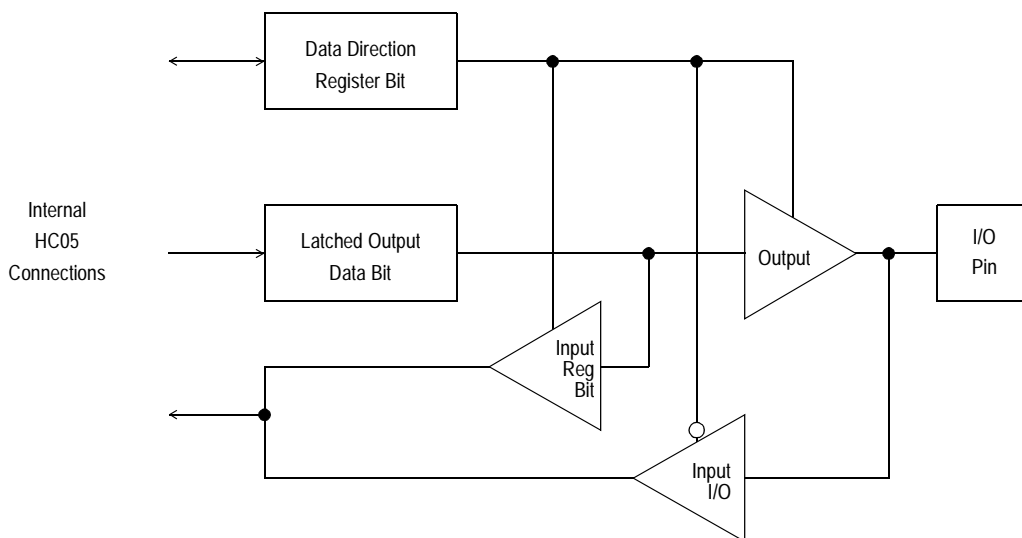 Data Direction
Register Bit
Internal
HC05
Connections
Latched Output
Data Bit
Output
I/O
Pin
Input
Reg
Bit
Input
I/O